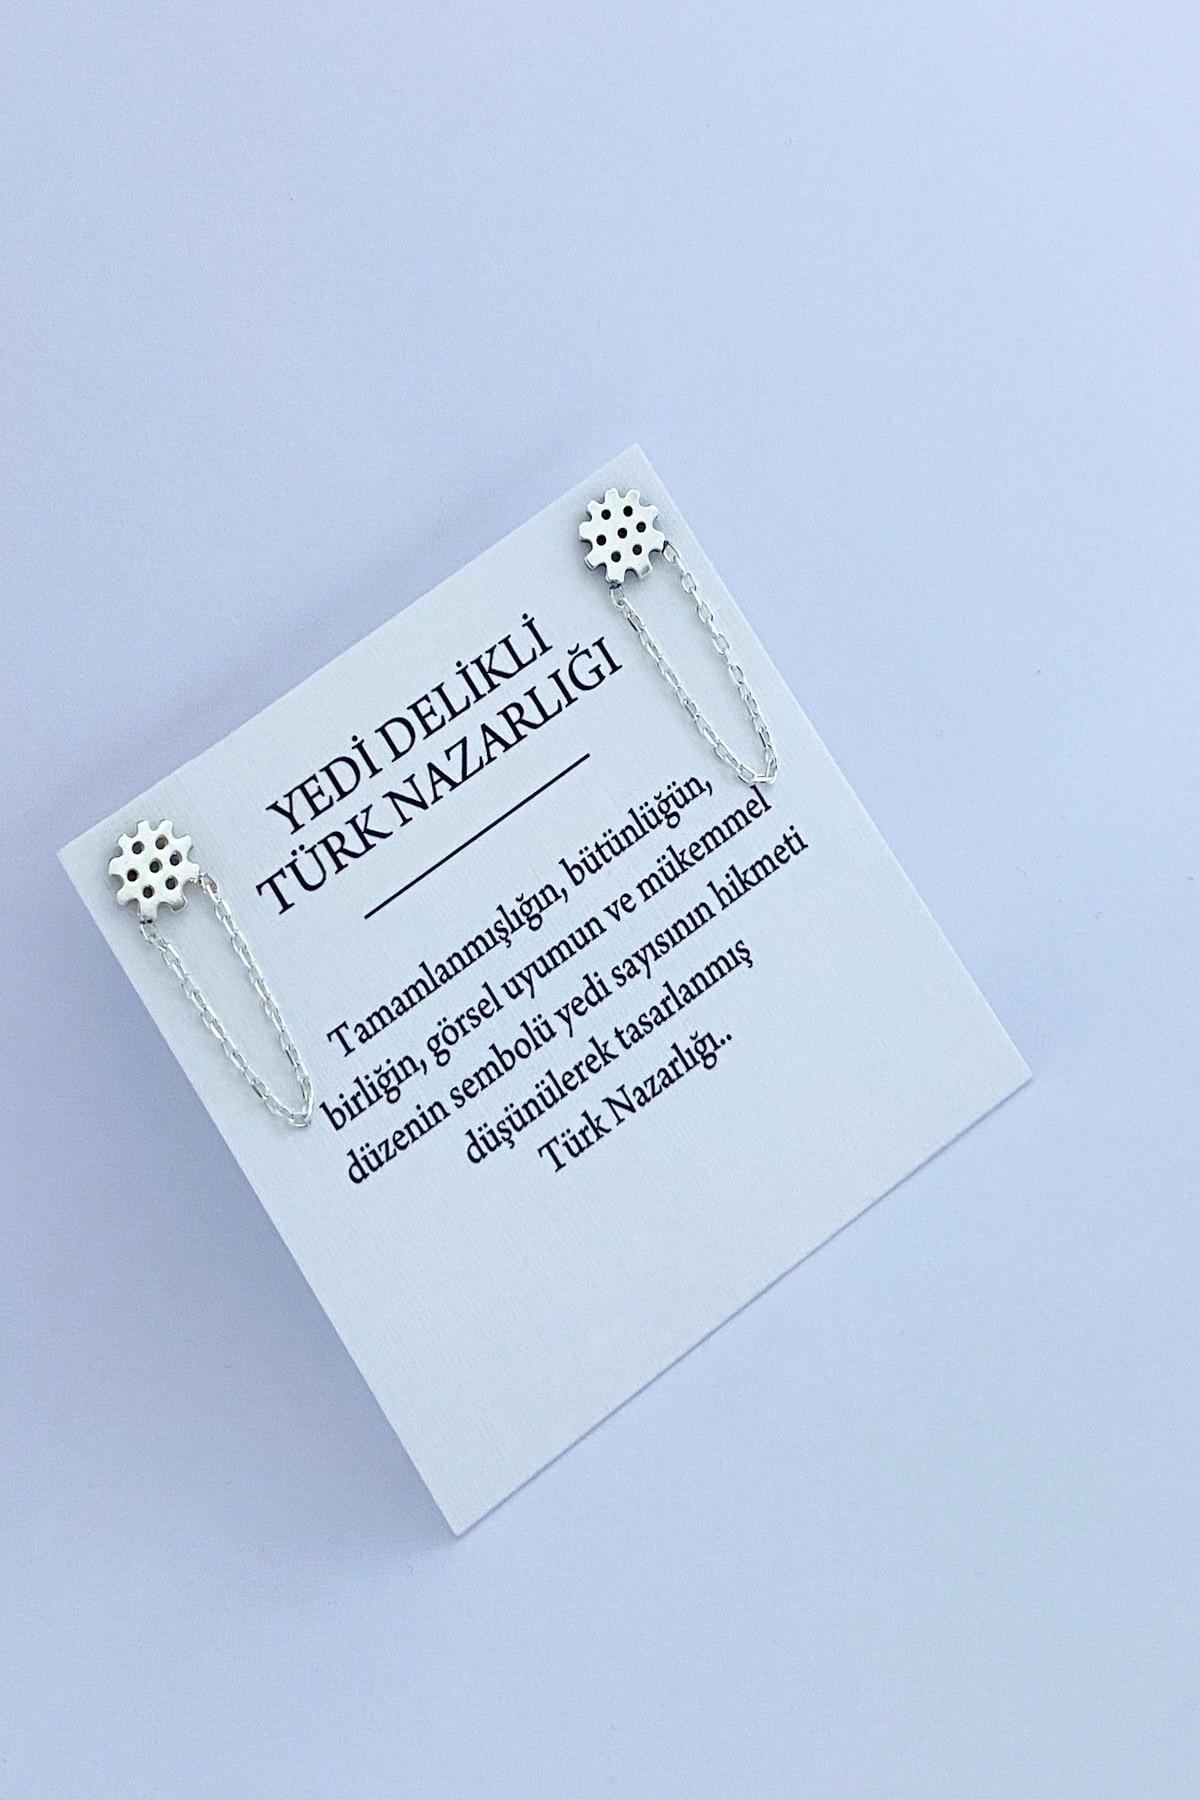 YEDİ DELİKLİ
TÜRK NAZARLIĞI
Tamamlanmışlığın, bütünlüğün,
birliğin, görsel uyumun ve mükemmel
düzenin sembolü yedi sayısının hikmeti
düşünülerek tasarlanmış
Türk Nazarlığı..